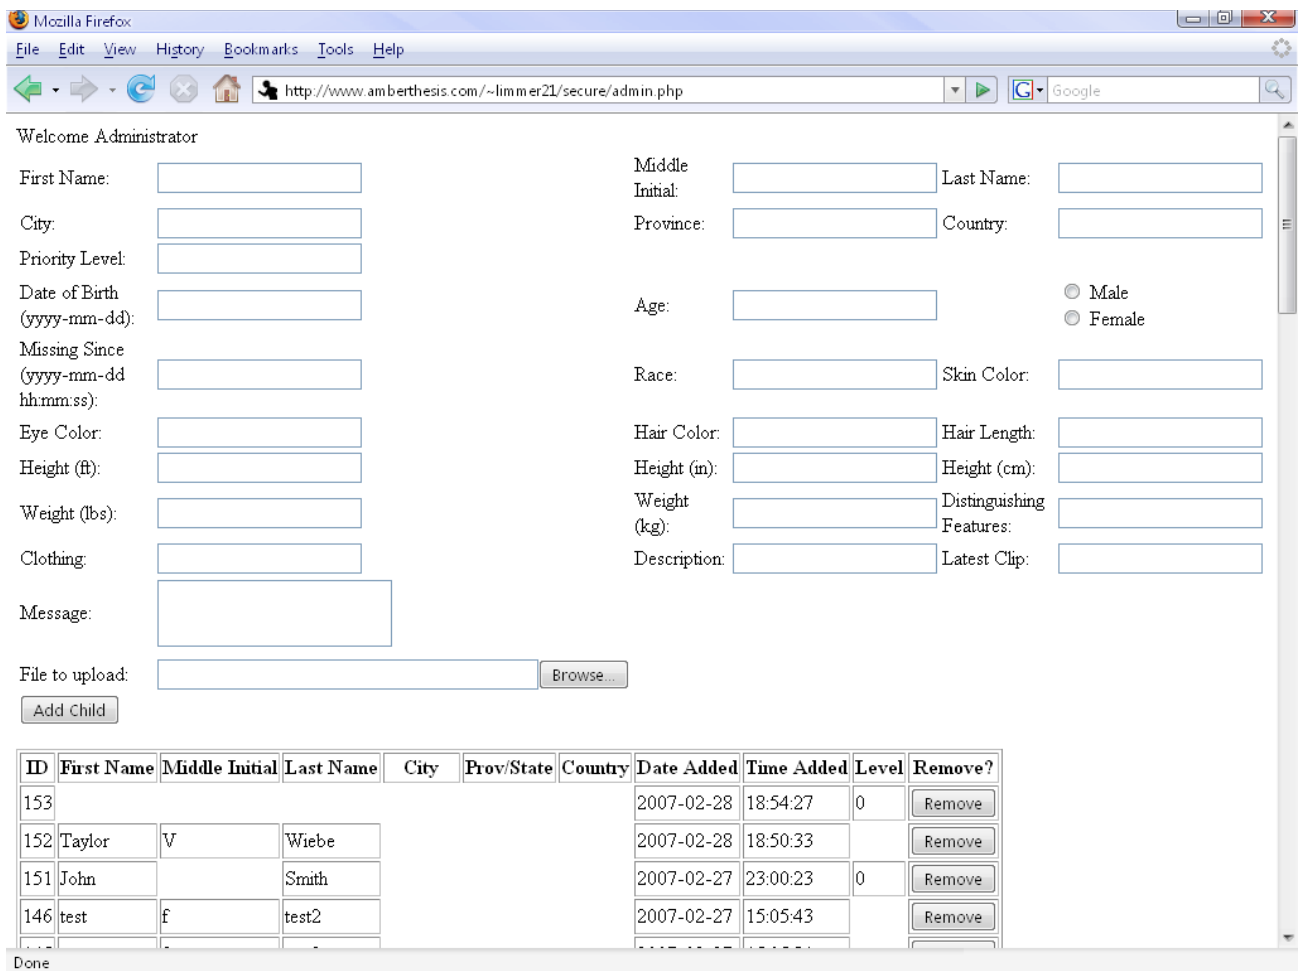 Mozilla Firefox
File Edit View History Bookmarks Tools Help
http://www.amberthesis.com/~limmer21/secure/admin.php
G Google
Welcome Administrator
First Name: Middle Initial: Last Name:
City: Province: Country:
Priority Level:
Date of Birth (yyyy-mm-dd): Age: Male
Female
Missing Since (yyyy-mm-dd hh:mm:ss): Race: Skin Color:
Eye Color: Hair Color: Hair Length:
Height (ft): Height (in): Height (cm):
Weight (lbs): Weight (kg): Distinguishing Features:
Clothing: Description: Latest Clip:
Message:
File to upload: Browse...
Add Child
ID First Name Middle Initial Last Name City Prov/State Country Date Added Time Added Level Remove?
153 2007-02-28 18:54:27 0 Remove
152 Taylor V Wiebe 2007-02-28 18:50:33 Remove
151 John Smith 2007-02-27 23:00:23 0 Remove
146 test f test2 2007-02-27 15:05:43 Remove
Done